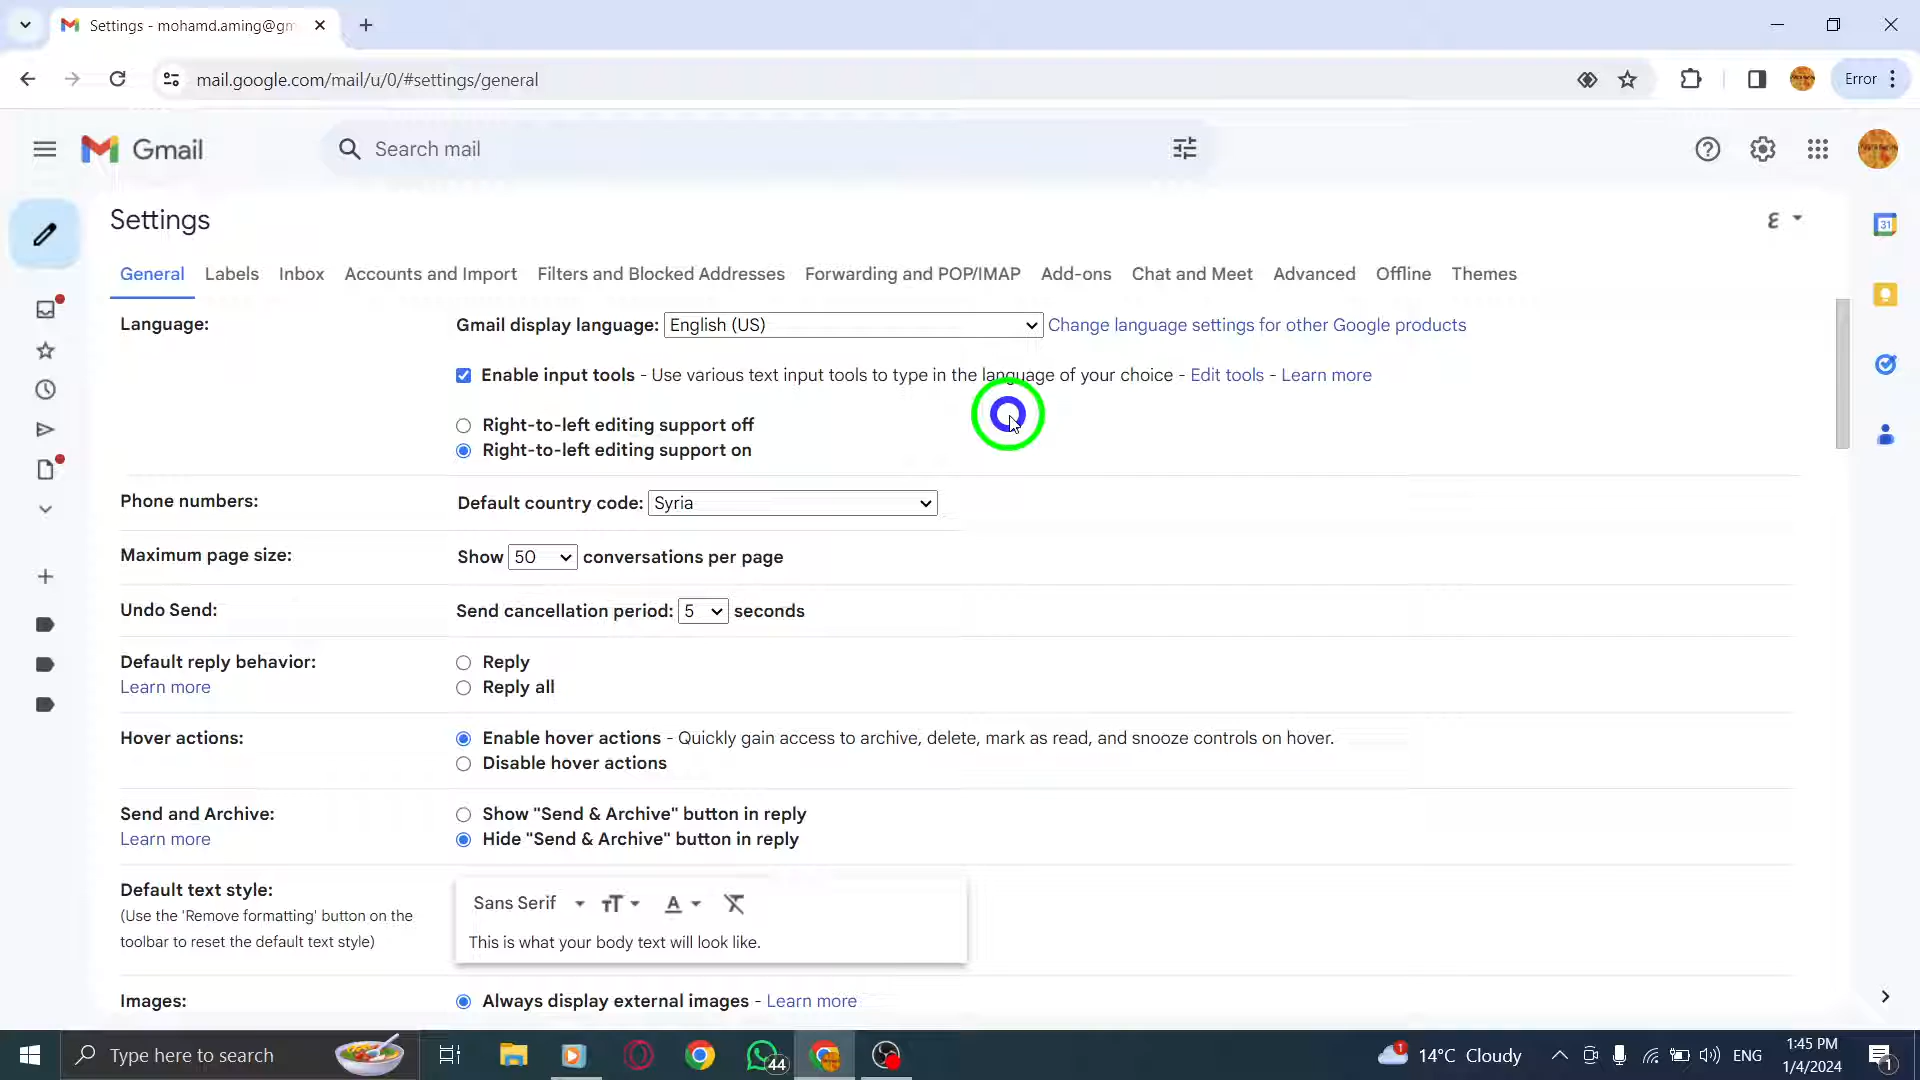 Settings - mohamd.aming@gm
mail.google.com/mail/u/0/#settings/general
Error
Gmail
Search mail
Settings
ε
General Labels Inbox Accounts and Import Filters and Blocked Addresses Forwarding and POP/IMAP Add-ons Chat and Meet Advanced Offline Themes
31
Language:
Gmail display language: English (US) Change language settings for other Google products
Enable input tools - Use various text input tools to type in the language of your choice - Edit tools - Learn more
Right-to-left editing support off
Right-to-left editing support on
Phone numbers:
Default country code: Syria
Maximum page size:
Show 50 conversations per page
Undo Send:
Send cancellation period: 5 seconds
Default reply behavior:
Learn more
Reply
Reply all
Hover actions:
Enable hover actions - Quickly gain access to archive, delete, mark as read, and snooze controls on hover.
Disable hover actions
Send and Archive:
Learn more
Show "Send & Archive" button in reply
Hide "Send & Archive" button in reply
Default text style:
(Use the 'Remove formatting' button on the
toolbar to reset the default text style)
Sans Serif
This is what your body text will look like.
Images:
Always display external images - Learn more
Type here to search
44
1
14°C Cloudy
ENG
1:45 PM
1/4/2024
1